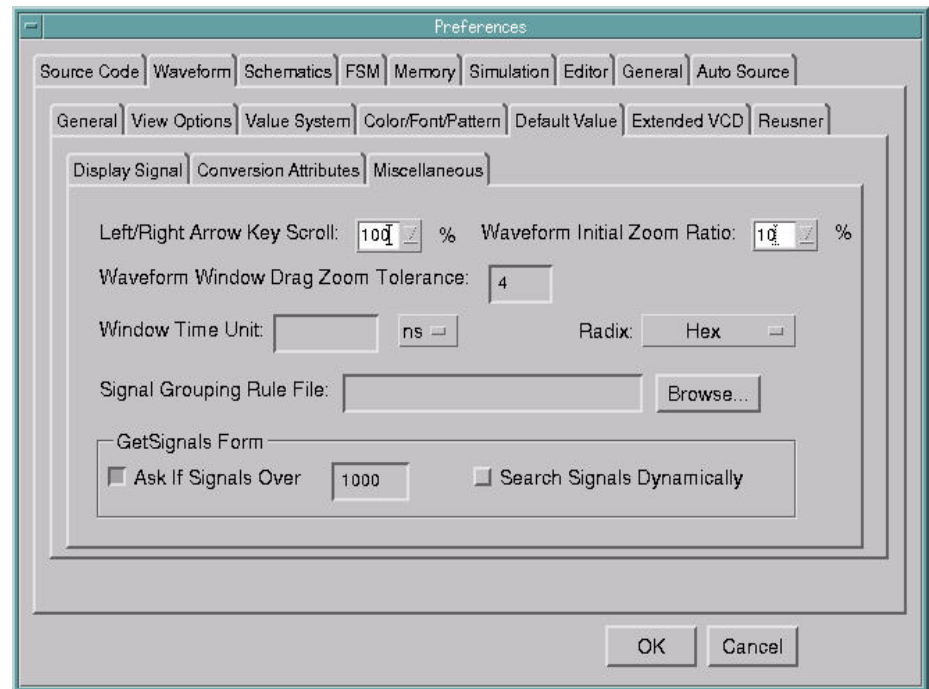 Preferences
Source Code Waveform Schematics FSM Memory Simulation Editor General Auto Source
General View Options Value System Color/Font/Pattern Default Value Extended VCD Reusner
Display Signal Conversion Attributes Miscellaneous
Left/Right Arrow Key Scroll: 100 % Waveform Initial Zoom Ratio: 10 %
Waveform Window Drag Zoom Tolerance: 4
Window Time Unit: ns Radix: Hex
Signal Grouping Rule File: Browse...
GetSignals Form
Ask If Signals Over 1000 Search Signals Dynamically
OK Cancel